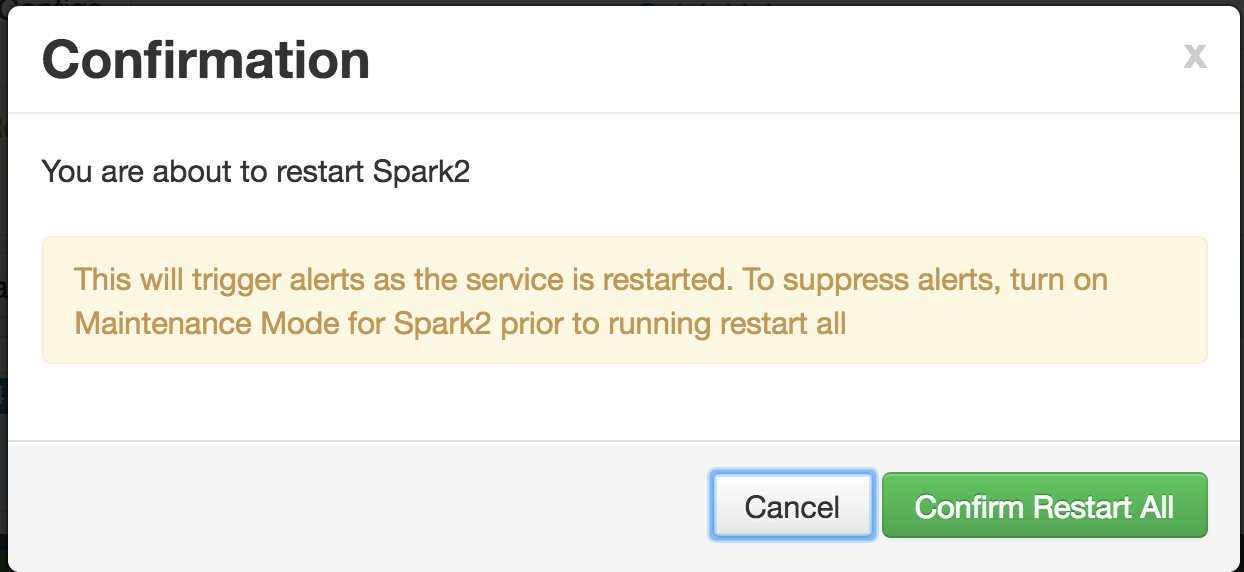 Confirmation
x
You are about to restart Spark2
This will trigger alerts as the service is restarted. To suppress alerts, turn on
Maintenance Mode for Spark2 prior to running restart all
Cancel
Confirm Restart All